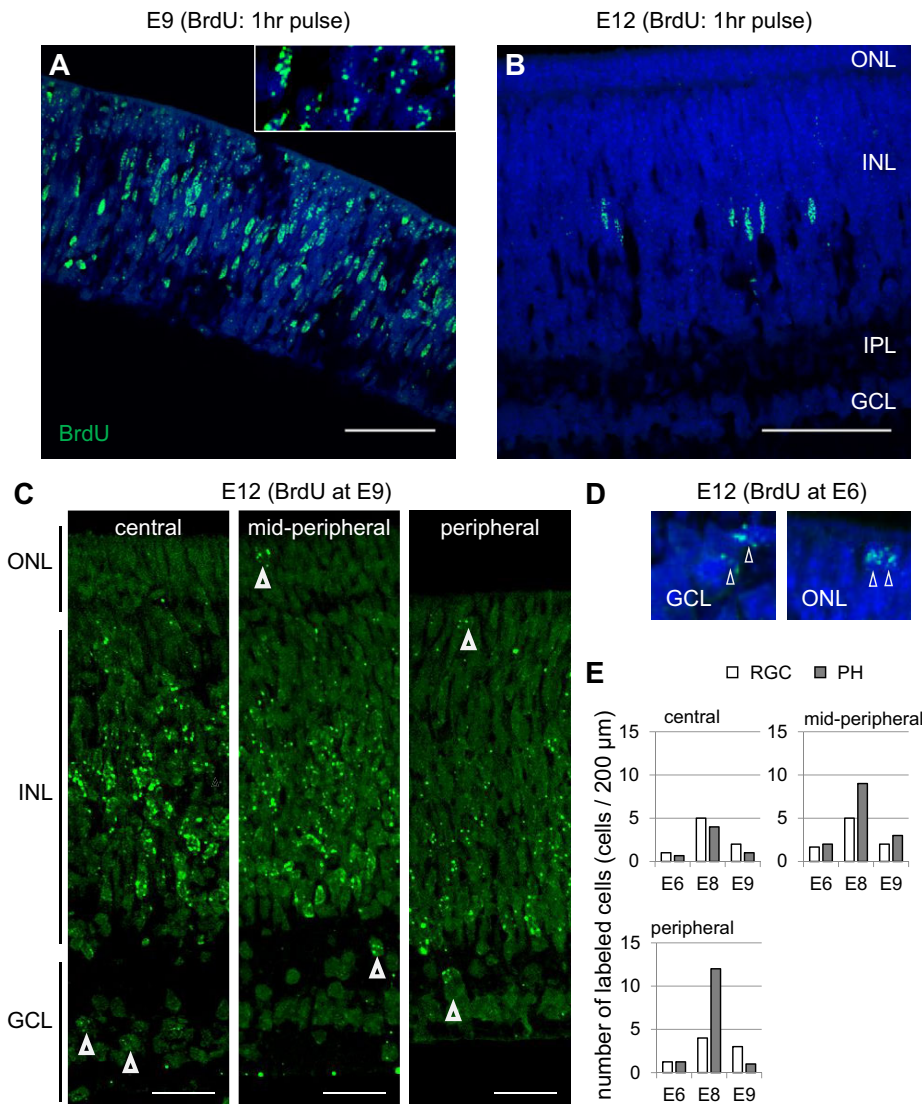 E9 (BrdU: 1hr pulse)
E12 (BrdU: 1hr pulse)
A
BrdU
B
ONL
INL
IPL
GCL
C
E12 (BrdU at E9)
central
mid-peripheral
peripheral
ONL
INL
GCL
D
E12 (BrdU at E6)
GCL
ONL
E
RGC
PH
number of labeled cells (cells / 200 µm)
central
15
10
5
0
E6
E8
E9
mid-peripheral
15
10
5
0
E6
E8
E9
peripheral
15
10
5
0
E6
E8
E9